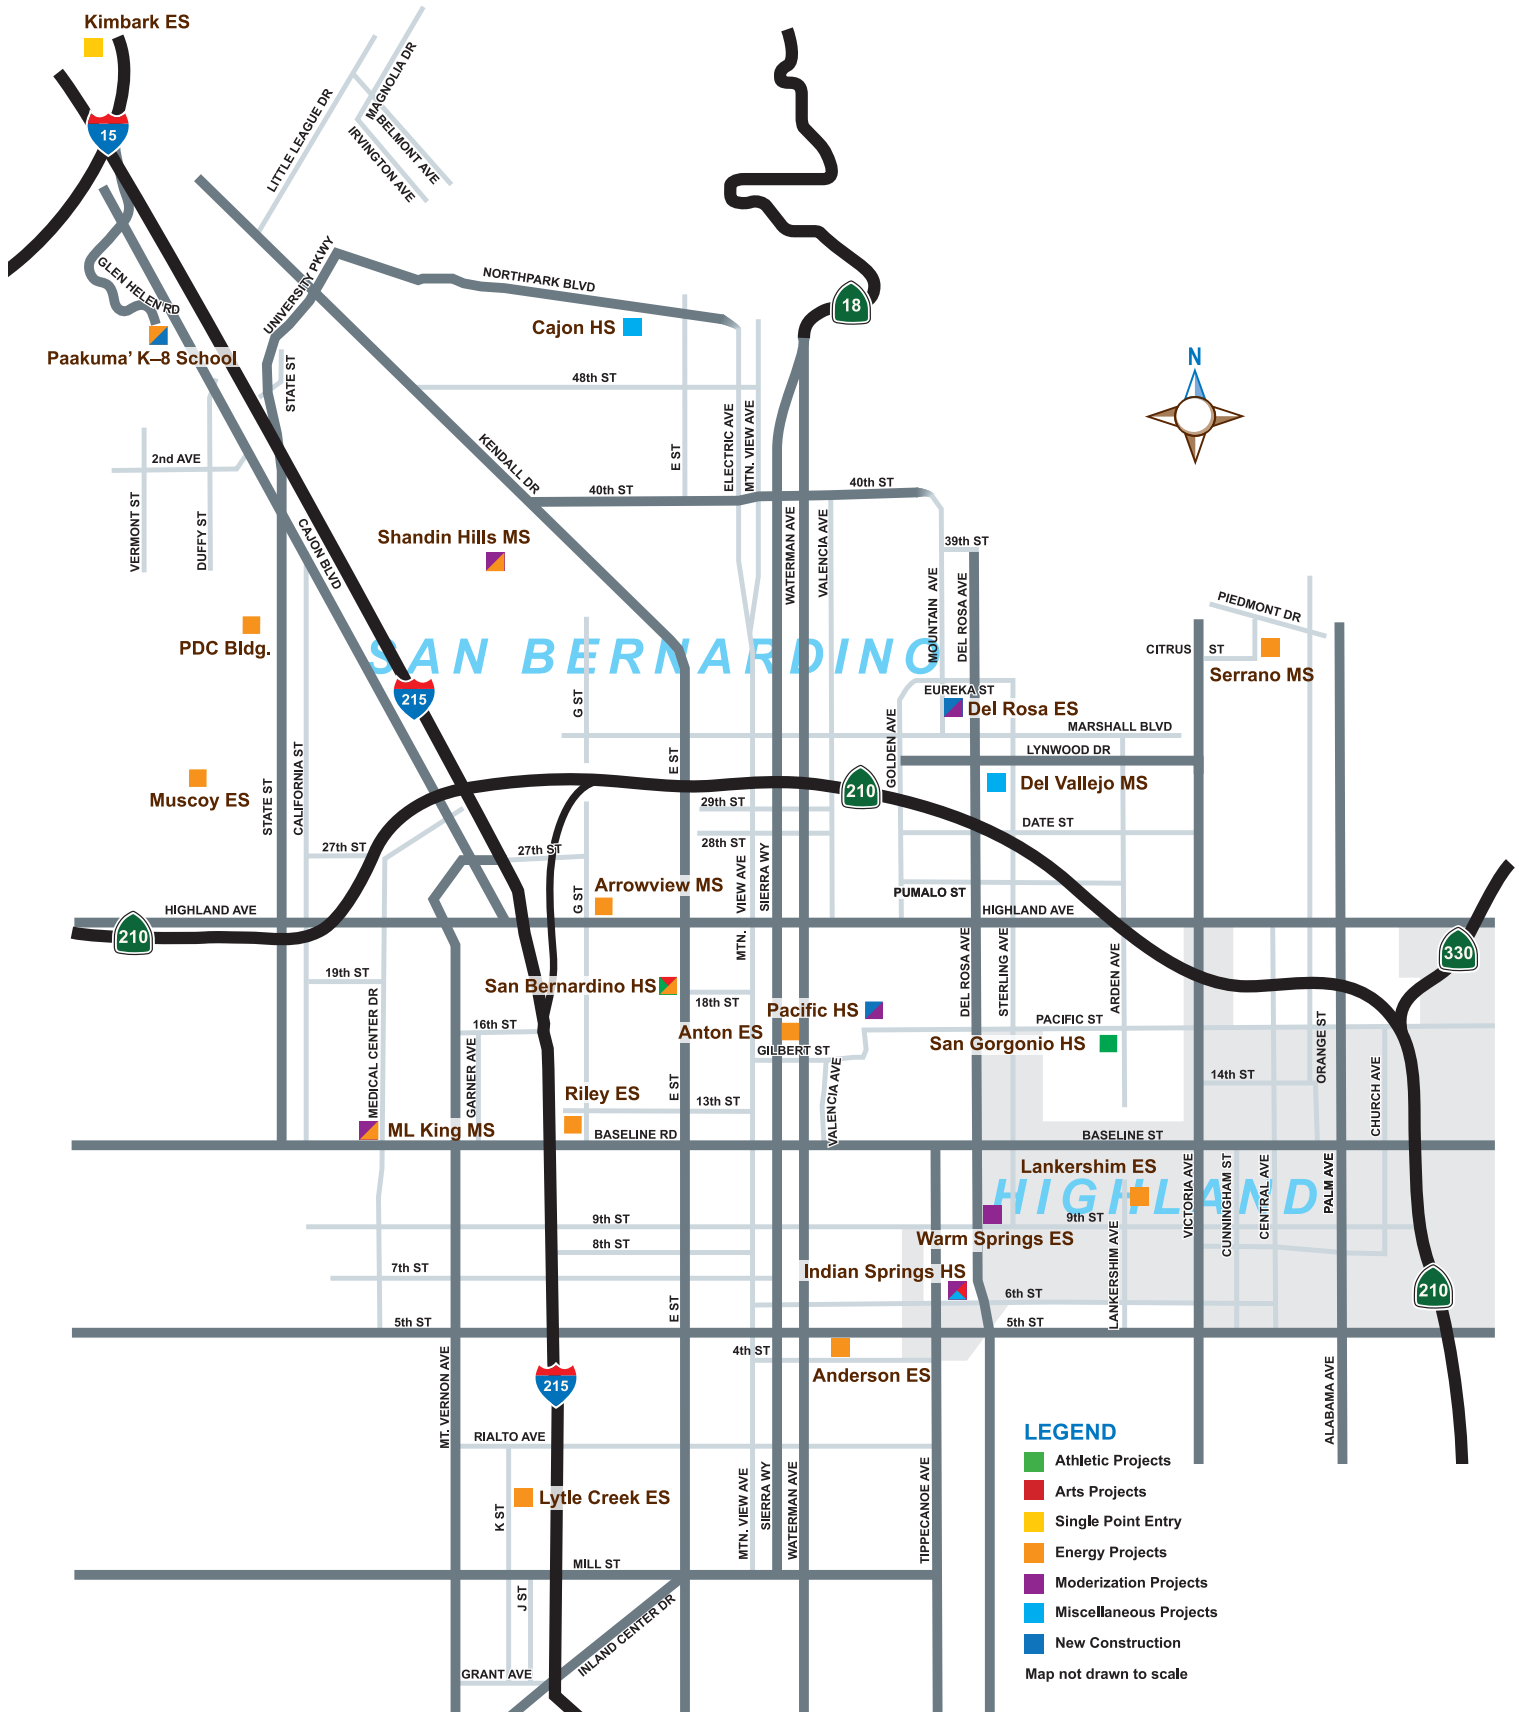 Kimbark ES
15
LITTLE LEAGUE DR
MAGNOLIA DR
BELMONT AVE
IRVINGTON AVE
GLEN HELEN RD
UNIVERSITY PKWY
NORTHPARK BLVD
18
Cajon HS
Paakuma’ K–8 School
STATE ST
48th ST
N
ELECTRIC AVE
MTN. VIEW AVE
E ST
KENDALL DR
2nd AVE
40th ST
40th ST
VERMONT ST
DUFFY ST
CAJON BLVD
Shandin Hills MS
WATERMAN AVE
VALENCIA AVE
39th ST
MOUNTAIN AVE
DEL ROSA AVE
PIEDMONT DR
PDC Bldg.
SAN BERNARDINO
CITRUS ST
Serrano MS
215
G ST
EUREKA ST
Del Rosa ES
GOLDEN AVE
MARSHALL BLVD
LYNWOOD DR
E ST
Muscoy ES
STATE ST
CALIFORNIA ST
210
Del Vallejo MS
29th ST
DATE ST
28th ST
27th ST
27th ST
MTN. VIEW AVE
SIERRA WY
Arrowview MS
G ST
PUMALO ST
HIGHLAND AVE
HIGHLAND AVE
210
330
19th ST
San Bernardino HS
18th ST
DEL ROSA AVE
STERLING AVE
ARDEN AVE
MEDICAL CENTER DR
16th ST
Pacific HS
PACIFIC ST
Anton ES
GILBERT ST
San Gorgonio HS
ORANGE ST
GARNER AVE
E ST
VALENCIA AVE
14th ST
CHURCH AVE
Riley ES
13th ST
ML King MS
BASELINE RD
BASELINE ST
Lankershim ES
HIGHLAND
VICTORIA AVE
CUNNINGHAM ST
CENTRAL AVE
PALM AVE
9th ST
9th ST
Warm Springs ES
8th ST
7th ST
Indian Springs HS
LANKERSHIM AVE
6th ST
210
E ST
5th ST
5th ST
4th ST
Anderson ES
MT. VERNON AVE
215
ALABAMA AVE
RIALTO AVE
LEGEND
Athletic Projects
Arts Projects
Single Point Entry
Energy Projects
Moderization Projects
Miscellaneous Projects
New Construction
Map not drawn to scale
K ST
Lytle Creek ES
MTN. VIEW AVE
SIERRA WY
WATERMAN AVE
TIPPECANOE AVE
MILL ST
J ST
INLAND CENTER DR
GRANT AVE